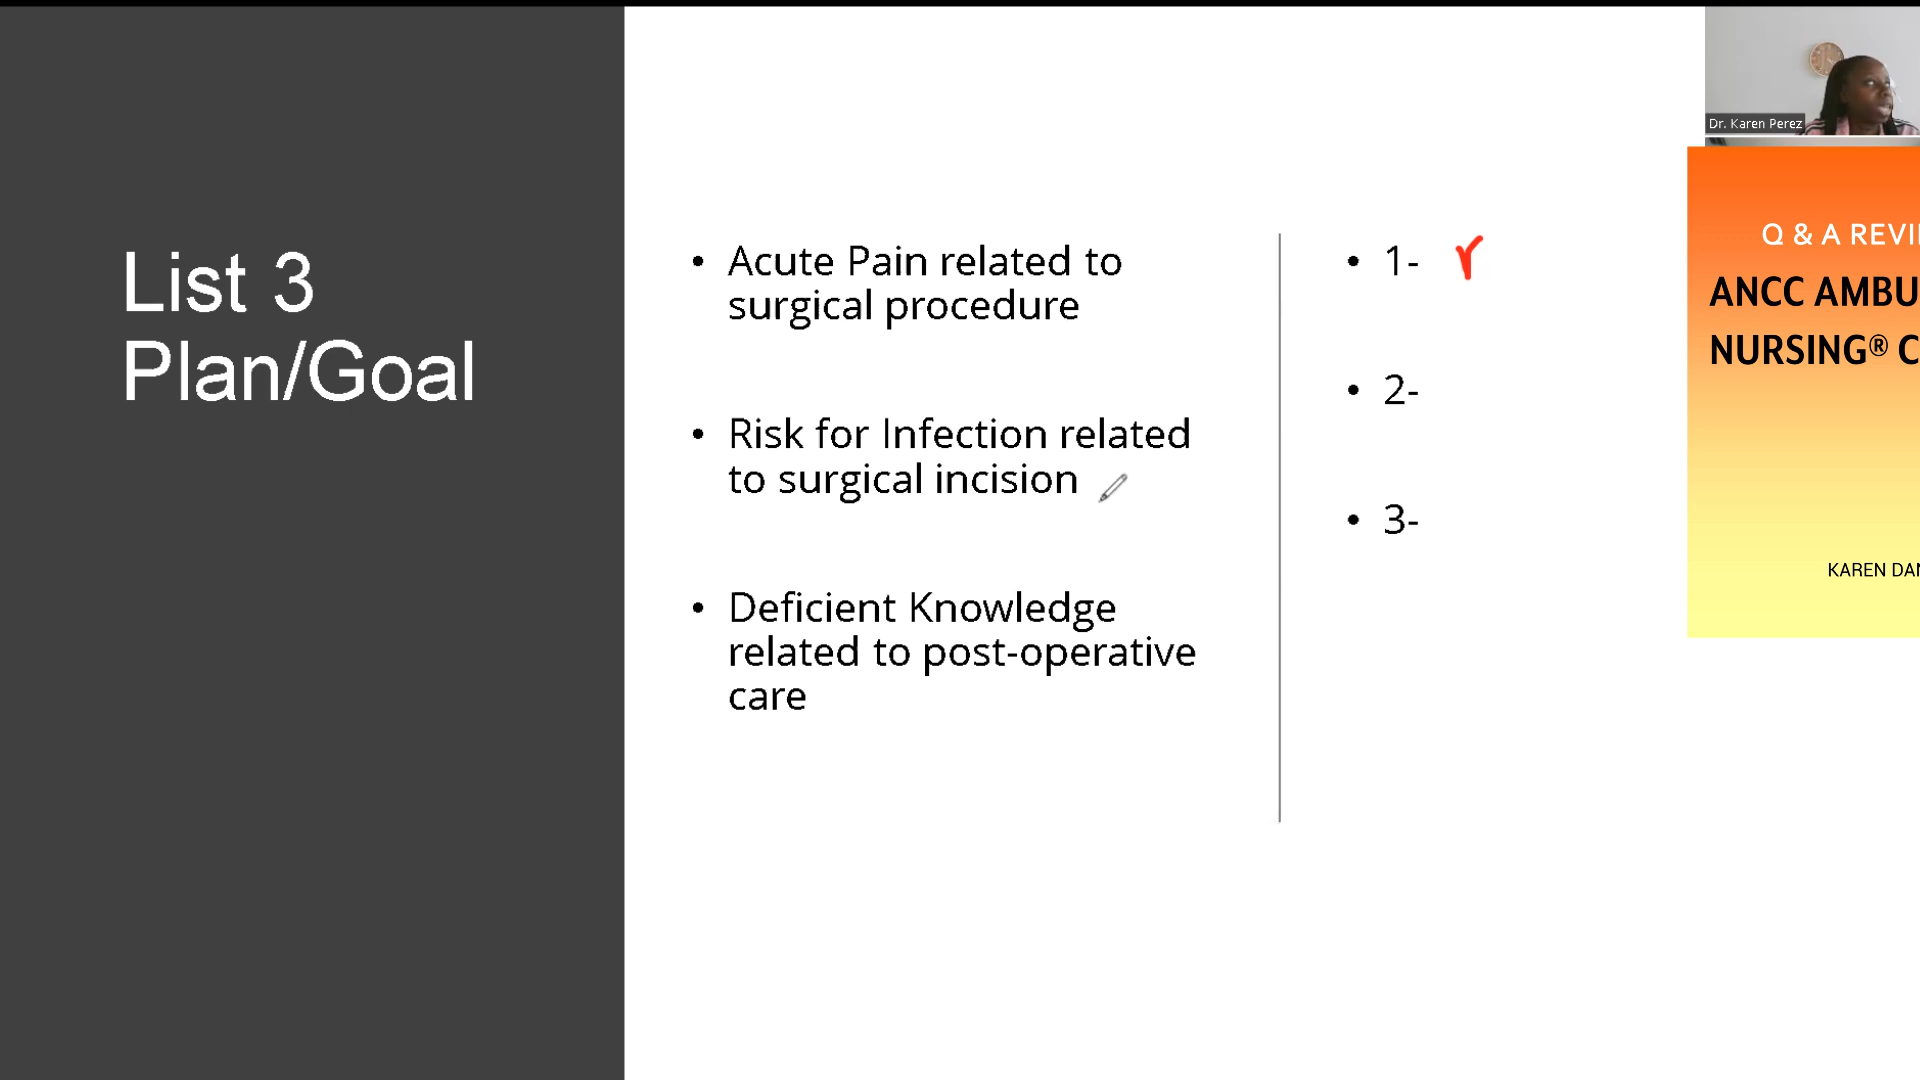 List 3
Plan/Goal
• Acute Pain related to
surgical procedure
• Risk for Infection related
to surgical incision
• Deficient Knowledge
related to post-operative
care
• 1-
• 2-
• 3-
Dr. Karen Perez
Q & A REVI
ANCC AMBU
NURSING® C
KAREN DAN